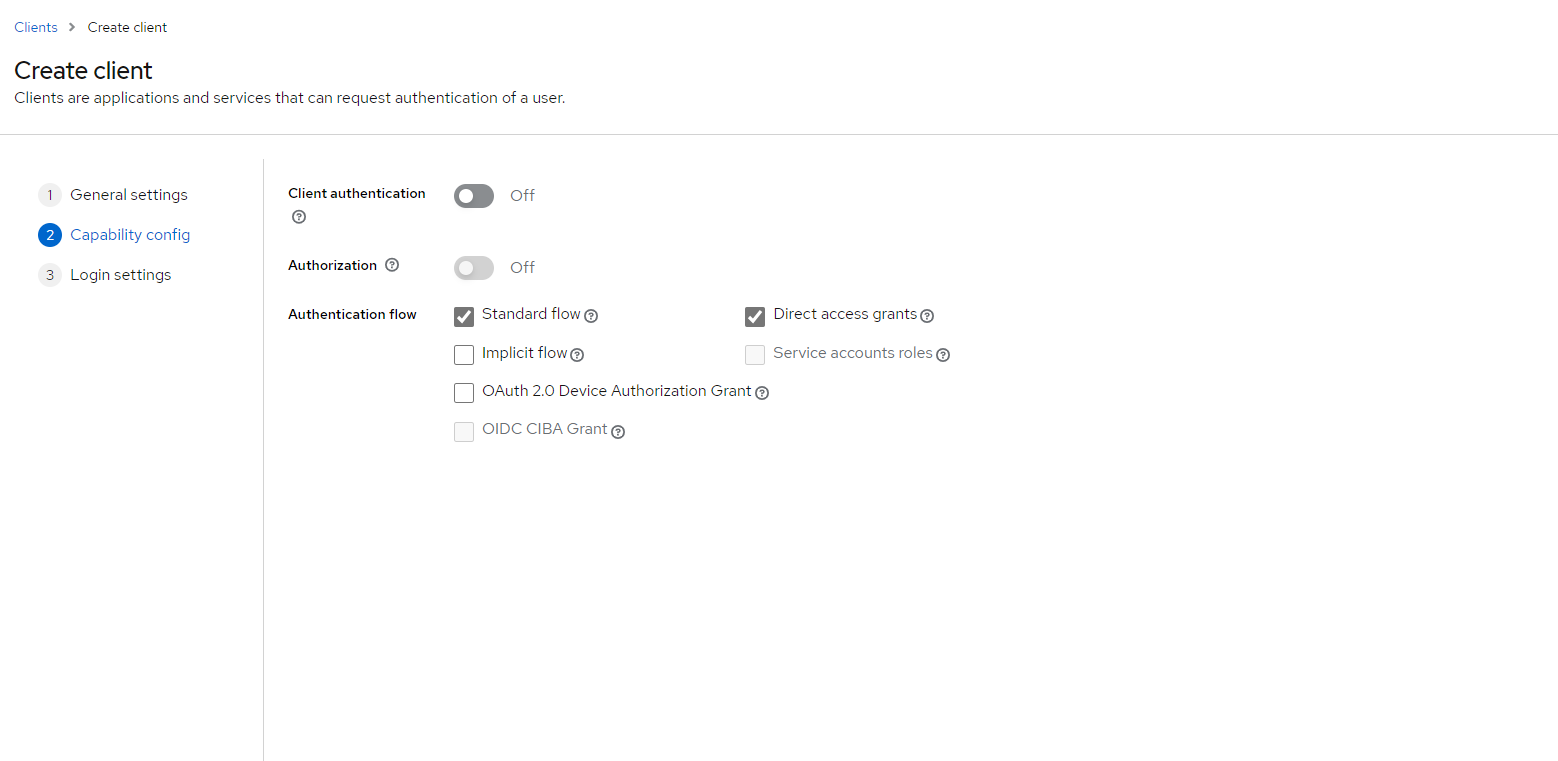 Clients > Create client
Create client
Clients are applications and services that can request authentication of a user.
1 General settings
2 Capability config
3 Login settings
Client authentication ? Off
Authorization ? Off
Authentication flow
Standard flow ? Direct access grants ?
Implicit flow ? Service accounts roles ?
OAuth 2.0 Device Authorization Grant ?
OIDC CIBA Grant ?